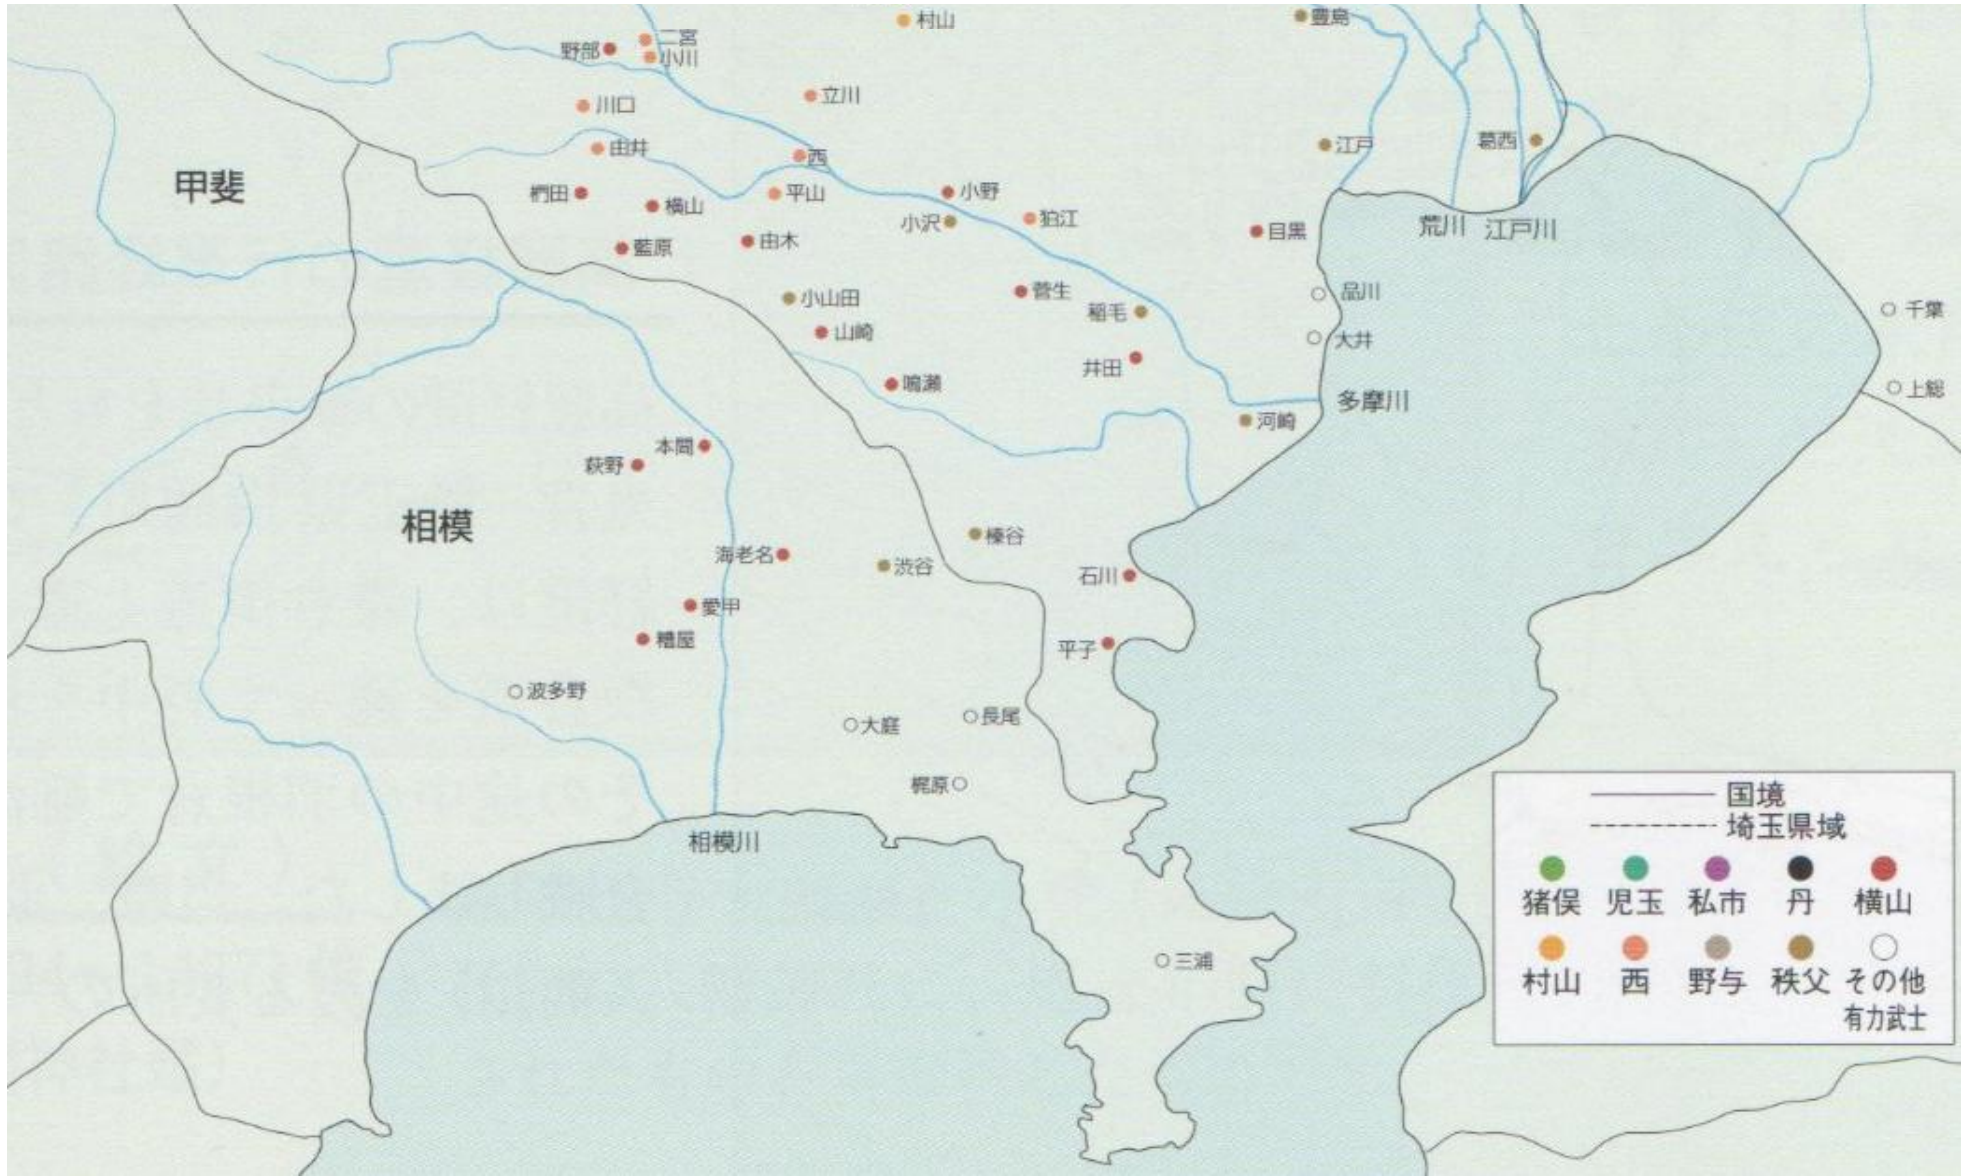 村山
豊島
二宮
野部
小川
川口
立川
由井
西
江戸
葛西
甲斐
椚田
横山
平山
小野
小沢
狛江
目黒
荒川
江戸川
藍原
由木
小山田
菅生
稲毛
品川
千葉
山崎
大井
井田
鳴瀬
上総
多摩川
河崎
本間
萩野
相模
榛谷
海老名
渋谷
石川
愛甲
糟屋
平子
波多野
大庭
長尾
梶原
相模川
三浦
国境
埼玉県域
猪俣
児玉
私市
丹
横山
村山
西
野与
秩父
その他
有力武士